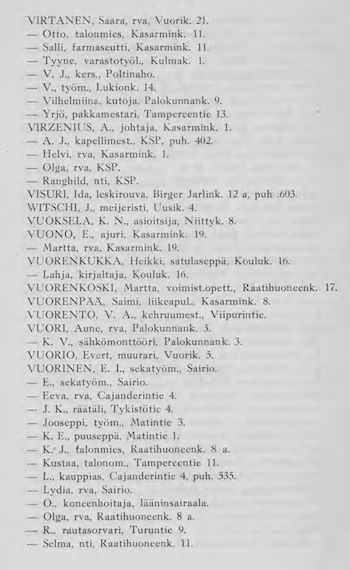 VIRTANEN, Saara, rva, Vuorik. 21.
— Otto, talonmies, Kasarmink. 11.
— Salli, farmaseutti, Kasarmink. 11.
— Tyyne, varastotyöl., Kulmak. 1.
— V. J., kers., Poltinaho.
— V., työm., Lukionk. 14.
— Vilhelmiina, kutoja, Palokunnank. 9.
— Yrjö, pakkamestari, Tampereentie 13.
VIRZENIUS, A., johtaja, Kasarmink. 1.
— A. J., kapellimest., KSP, puh. 402.
— Helvi, rva, Kasarmink. 1.
— Olga, rva, KSP.
— Ranghild, nti, KSP.
VISURI, Ida, leskirouva, Birger Jarlink. 12 a, puh .603.
WITSCHI, J., meijeristi, Uusik. 4.
VUOKSELA, K. N., asioitsija, Niittyk. 8.
VUONO, E., ajuri, Kasarmink. 19.
— Martta, rva, Kasarmink. 19.
VUORENKUKKA, Heikki, satulaseppä, Kouluk. 16.
— Lahja, kirjaltaja, Kouluk. 16.
VUORENKOSKI, Martta, voimist.opett., Raatihuoneenk. 17.
VUORENPÄÄ, Saimi, liikeapul., Kasarmink. 8.
VUORENTO, V. A., kehruumest., Viipurintie.
VUORI, Aune, rva, Palokunnank. 3.
— K. V., sähkömonttööri, Palokunnank. 3.
VUORIO, Evert, muurari, Vuorik. 5.
VUORINEN, E. I., sekatyöm., Sairio.
— E., sekatyöm., Sairio.
— Eeva, rva, Cajanderintie 4.
— J. K., räätäli, Tykistötie 4.
— Jooseppi, työm., Matintie 3.
— K. E., puuseppä, Matintie 1.
— K. J., talonmies, Raatihuoneenk. 8 a.
— Kustaa, talonom., Tampereentie 11.
— L., kauppias, Cajanderintie 4, puh. 535.
— Lydia, rva, Sairio.
— O., koneenhoitaja, lääninsairaala.
— Olga, rva, Raatihuoneenk. 8 a.
— R., rautasorvari, Turuntie 9.
— Selma, nti, Raatihuoneenk. 11.